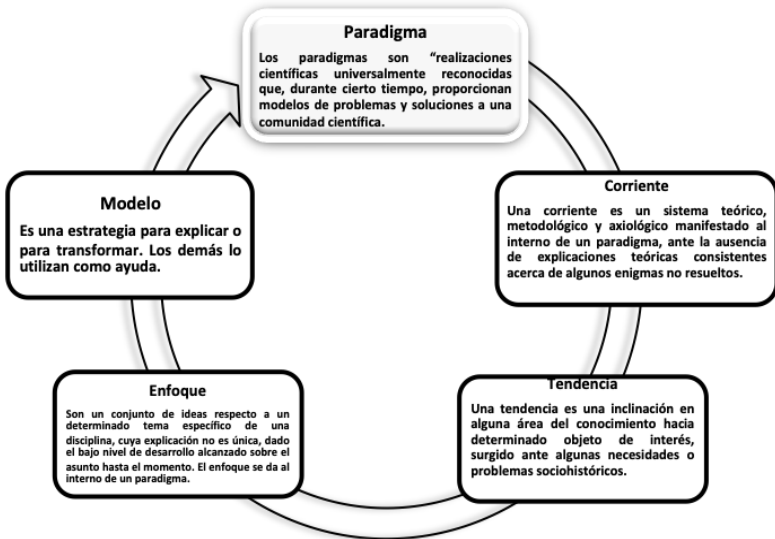 Paradigma
Los paradigmas son “realizaciones
científicas universalmente reconocidas
que, durante cierto tiempo, proporcionan
modelos de problemas y soluciones a una
comunidad científica.
Corriente
Una corriente es un sistema teórico,
metodológico y axiológico manifestado al
interno de un paradigma, ante la ausencia
de explicaciones teóricas consistentes
acerca de algunos enigmas no resueltos.
Tendencia
Una tendencia es una inclinación en
alguna área del conocimiento hacia
determinado objeto de interés,
surgido ante algunas necesidades o
problemas sociohistóricos.
Enfoque
Son un conjunto de ideas respecto a un
determinado tema específico de una
disciplina, cuya explicación no es única, dado
el bajo nivel de desarrollo alcanzado sobre el
asunto hasta el momento. El enfoque se da al
interno de un paradigma.
Modelo
Es una estrategia para explicar o
para transformar. Los demás lo
utilizan como ayuda.